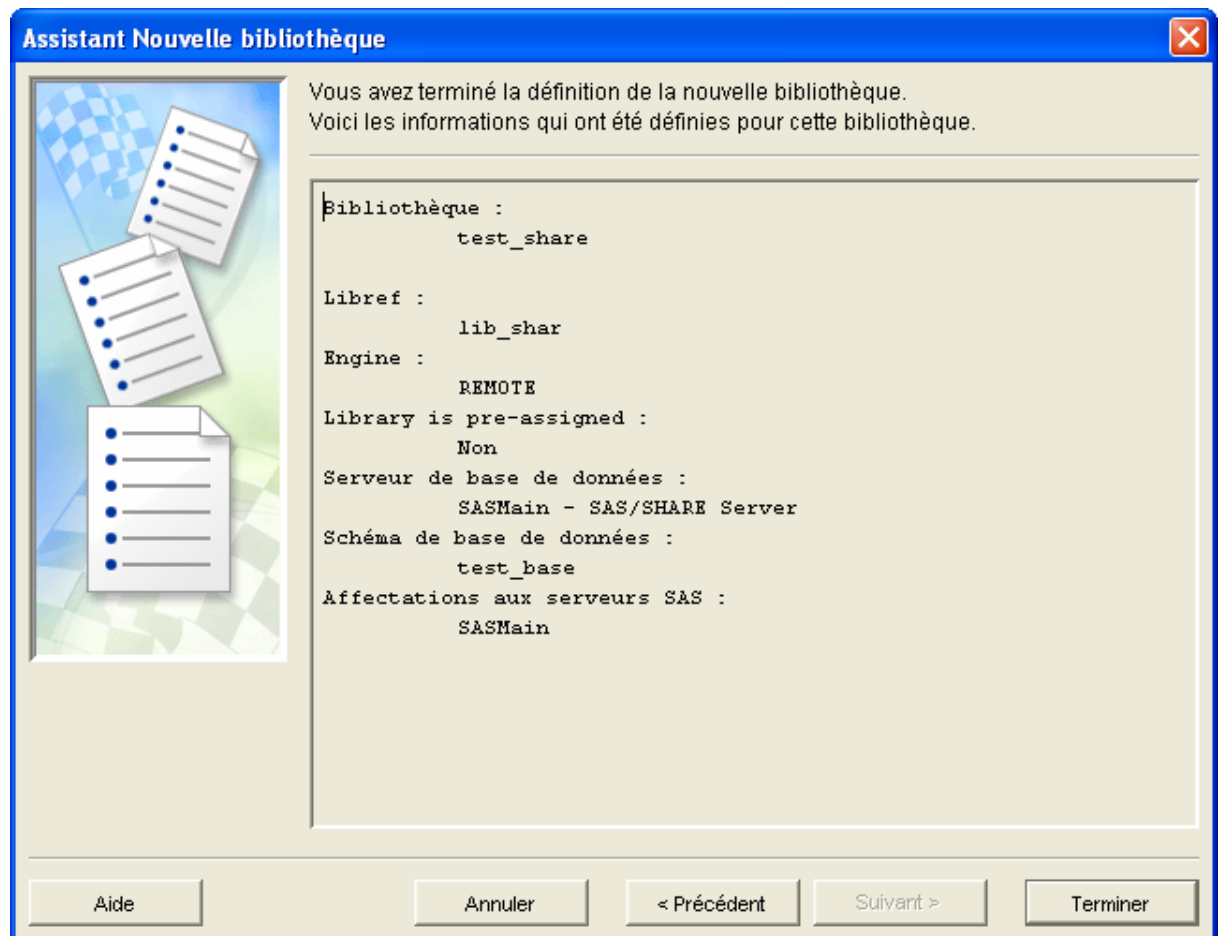 Assistant Nouvelle bibliothèque
Vous avez terminé la définition de la nouvelle bibliothèque.
Voici les informations qui ont été définies pour cette bibliothèque.
Bibliothèque :
test_share
Libref :
lib_shar
Engine :
REMOTE
Library is pre-assigned :
Non
Serveur de base de données :
SASMain - SAS/SHARE Server
Schéma de base de données :
test_base
Affectations aux serveurs SAS :
SASMain
Aide
Annuler
< Précédent
Suivant >
Terminer